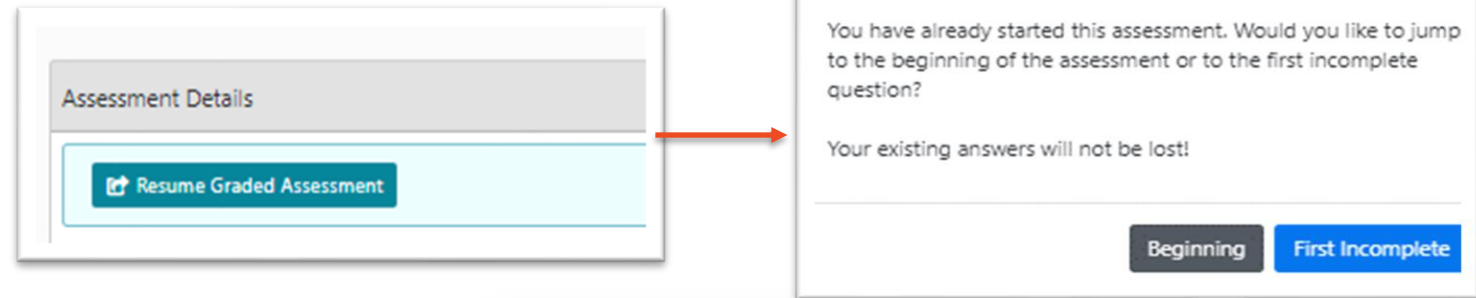 Assessment Details
Resume Graded Assessment
You have already started this assessment. Would you like to jump
to the beginning of the assessment or to the first incomplete
question?
Your existing answers will not be lost!
Beginning
First Incomplete